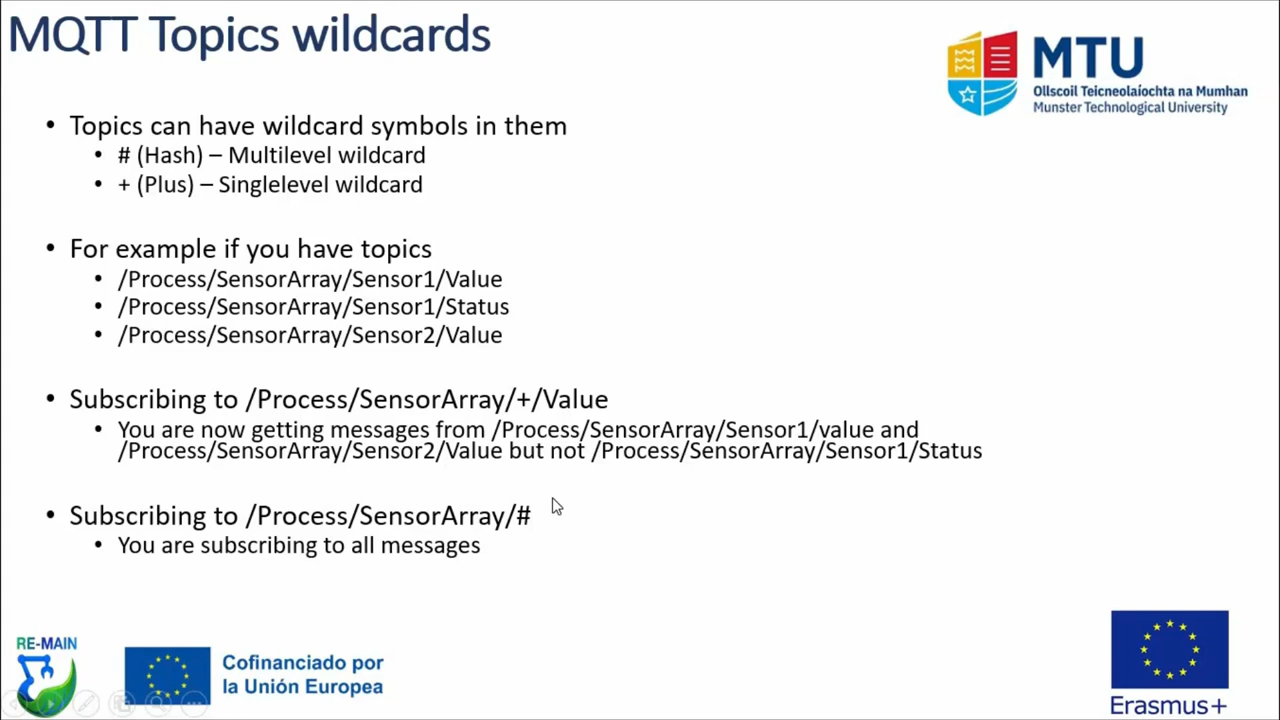 MQTT Topics wildcards
MTU
Ollscoil Teicneolaíochta na Mumhan
Munster Technological University
• Topics can have wildcard symbols in them
• # (Hash) – Multilevel wildcard
• + (Plus) – Singlelevel wildcard
• For example if you have topics
• /Process/SensorArray/Sensor1/Value
• /Process/SensorArray/Sensor1/Status
• /Process/SensorArray/Sensor2/Value
• Subscribing to /Process/SensorArray/+/Value
• You are now getting messages from /Process/SensorArray/Sensor1/value and
/Process/SensorArray/Sensor2/Value but not /Process/SensorArray/Sensor1/Status
• Subscribing to /Process/SensorArray/#
• You are subscribing to all messages
RE-MAIN
Cofinanciado por
la Unión Europea
Erasmus+